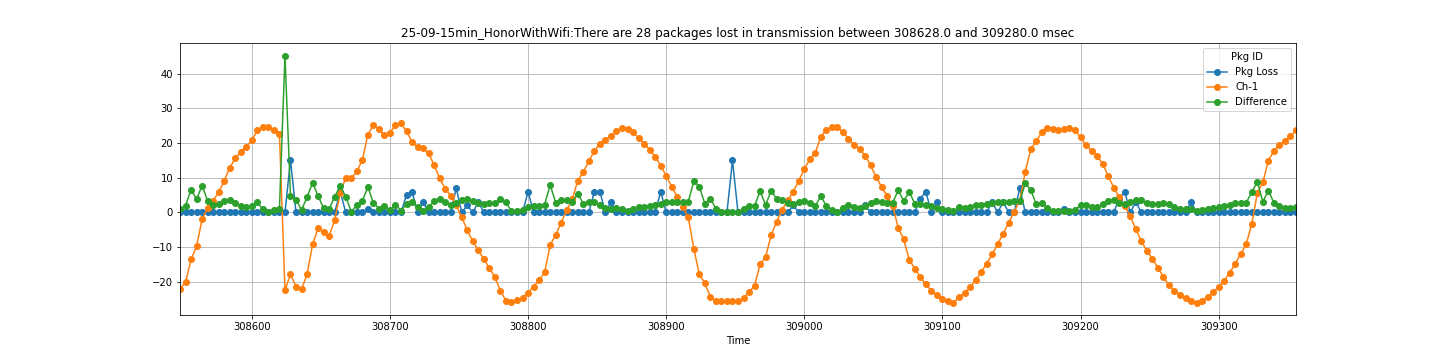 25-09-15min_HonorWithWifi:There are 28 packages lost in transmission between 308628.0 and 309280.0 msec
Pkg ID
Pkg Loss
Ch-1
Difference
40
30
20
10
0
−10
−20
308600 308700 308800 308900 309000 309100 309200 309300
Time